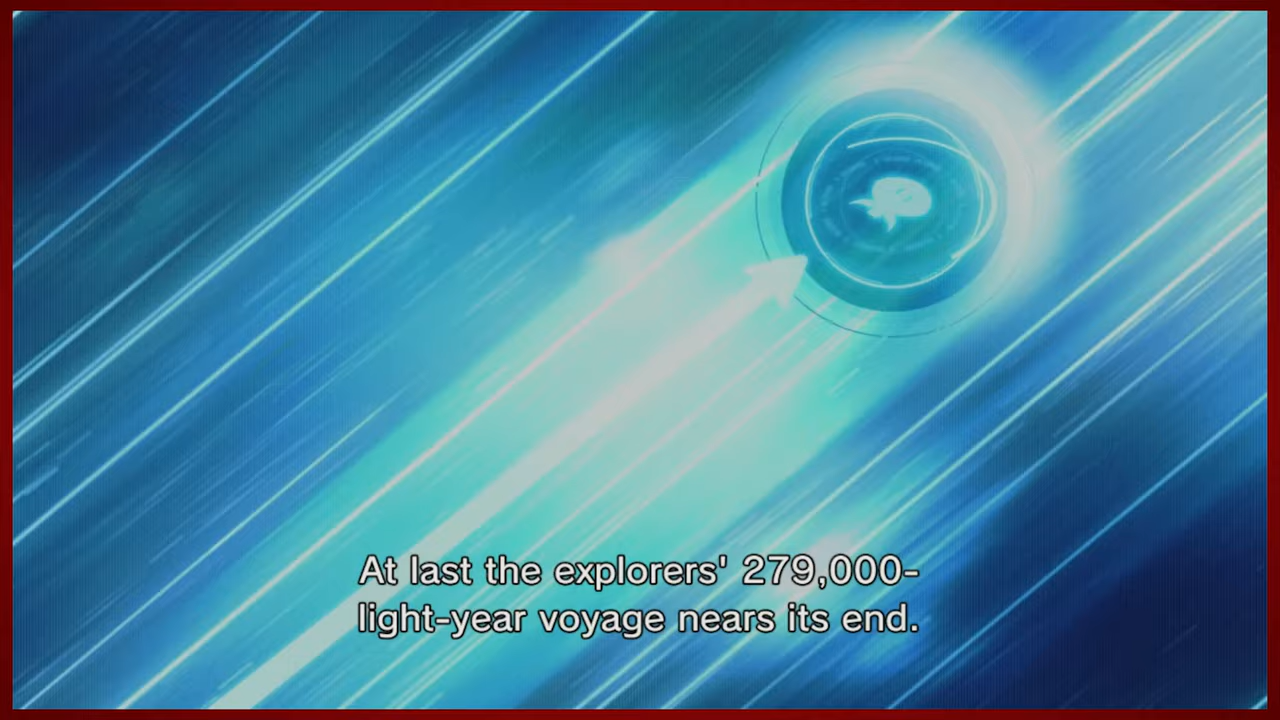 At last the explorers' 279,000-
light-year voyage nears its end.